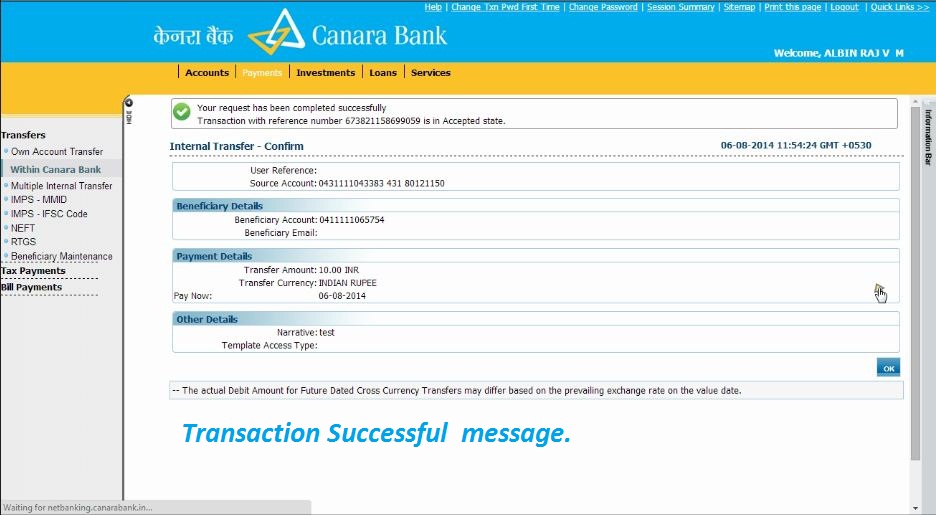 Help | Change Txn Pwd First Time | Change Password | Session Summary | Sitemap | Print this page | Logout | Quick Links >>
केनरा बैंक Canara Bank
Welcome, ALBIN RAJ V M
Accounts | Payments | Investments | Loans | Services
HIDE
Information Bar
Your request has been completed successfully
Transaction with reference number 673821158699059 is in Accepted state.
Transfers
Own Account Transfer
Within Canara Bank
Multiple Internal Transfer
IMPS - MMID
IMPS - IFSC Code
NEFT
RTGS
Beneficiary Maintenance
Tax Payments
Bill Payments
Internal Transfer - Confirm 06-08-2014 11:54:24 GMT +0530
User Reference:
Source Account: 0431111043383 431 80121150
Beneficiary Details
Beneficiary Account: 0411111065754
Beneficiary Email:
Payment Details
Transfer Amount: 10.00 INR
Transfer Currency: INDIAN RUPEE
Pay Now: 06-08-2014
Other Details
Narrative: test
Template Access Type:
OK
-- The actual Debit Amount for Future Dated Cross Currency Transfers may differ based on the prevailing exchange rate on the value date.
Transaction Successful message.
Waiting for netbanking.canarabank.in...